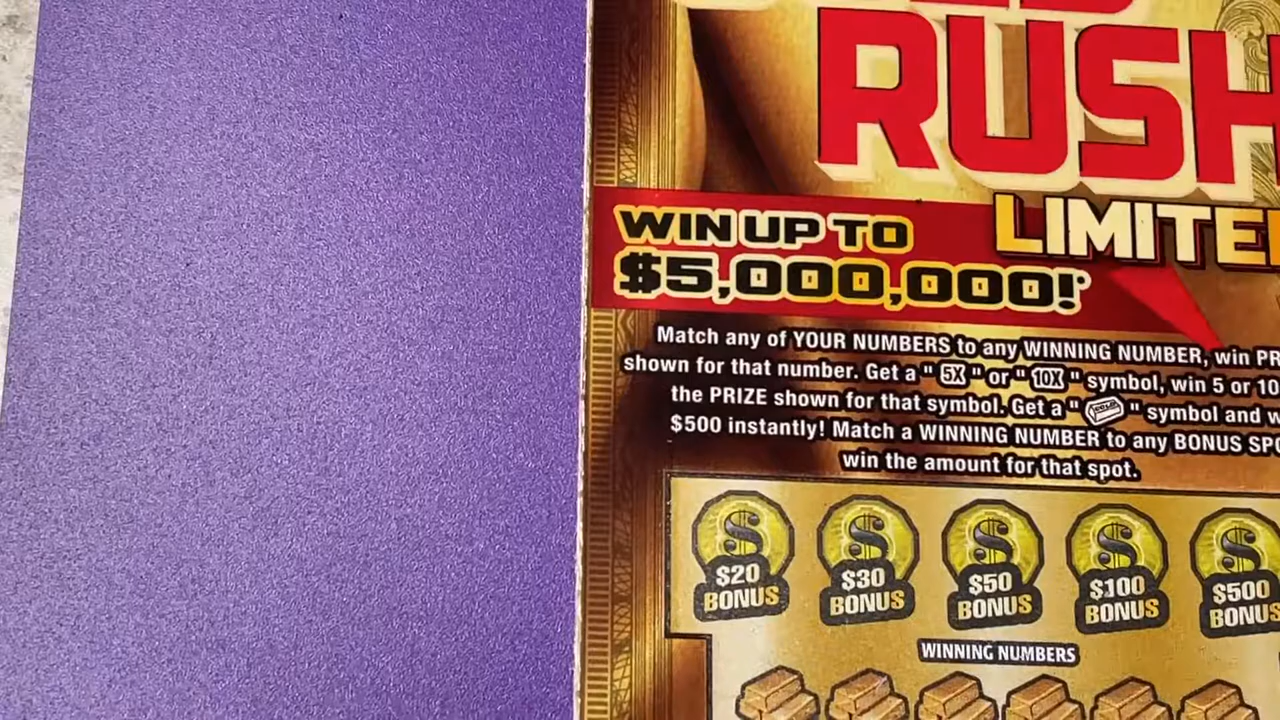 RUSH
LIMITE
WIN UP TO
$5,000,000!*
Match any of YOUR NUMBERS to any WINNING NUMBER, win PR
shown for that number. Get a " 5X " or " 10X " symbol, win 5 or 10
the PRIZE shown for that symbol. Get a " " symbol and w
$500 instantly! Match a WINNING NUMBER to any BONUS SPO
win the amount for that spot.
$20 BONUS
$30 BONUS
$50 BONUS
$100 BONUS
$500 BONUS
WINNING NUMBERS